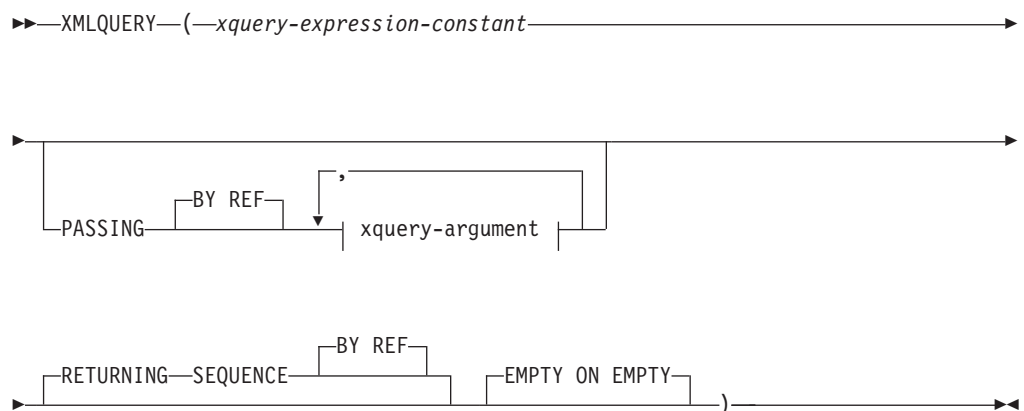 XMLQUERY ( xquery-expression-constant
,
BY REF
PASSING xquery-argument
BY REF
RETURNING SEQUENCE EMPTY ON EMPTY
)